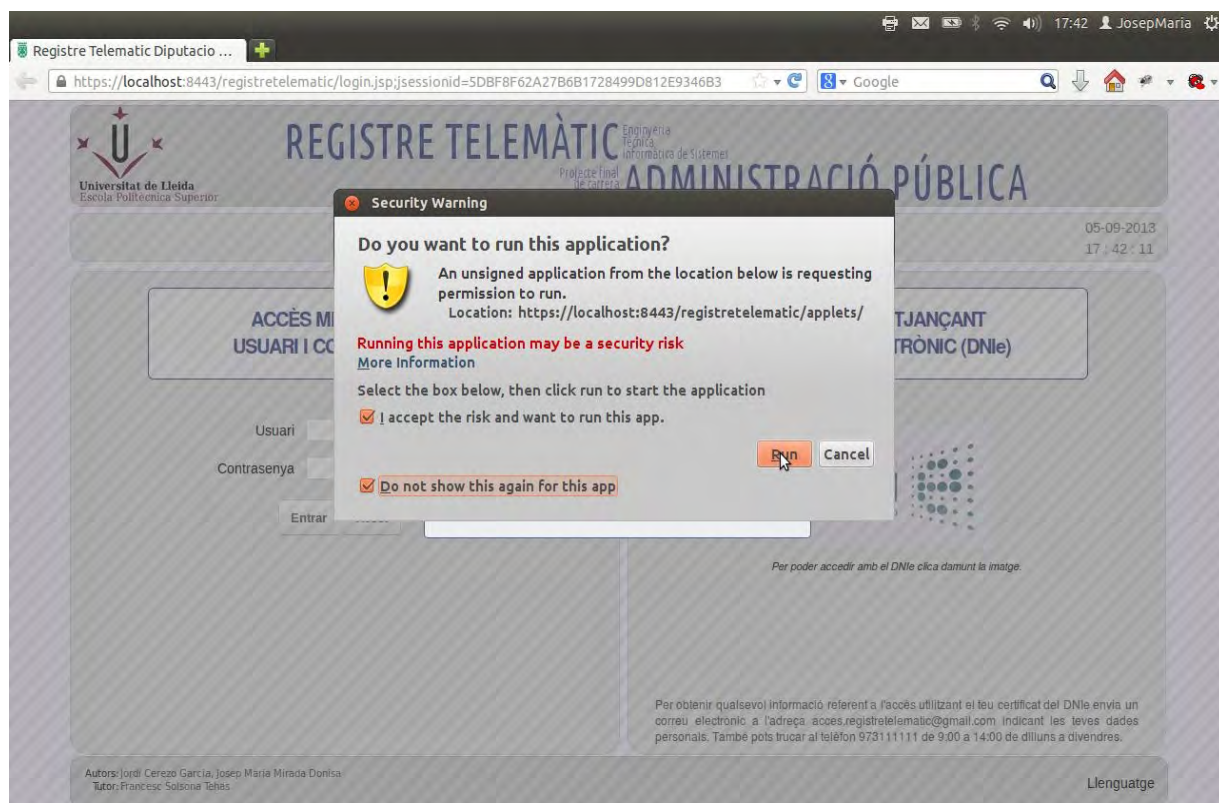 17:42 JosepMaria
Registre Telematic Diputacio ...
https://localhost:8443/registretelematic/login.jsp;jsessionid=5DBF8F62A27B6B1728499D812E9346B3
Google
Universitat de Lleida
Escola Politècnica Superior
REGISTRE TELEMÀTIC
Enginyeria
Tècnica
Informàtica de Sistemes
Projecte final
de carrera
ADMINISTRACIÓ PÚBLICA
05-09-2013
17 : 42 : 11
Security Warning
Do you want to run this application?
An unsigned application from the location below is requesting
permission to run.
Location: https://localhost:8443/registretelematic/applets/
Running this application may be a security risk
More Information
Select the box below, then click run to start the application
I accept the risk and want to run this app.
Run
Cancel
Do not show this again for this app
ACCÈS
USUARI I
Usuari
Contrasenya
Entrar
TJANÇANT
TRÒNIC (DNIe)
Per poder accedir amb el DNIe clica damunt la imatge.
Per obtenir qualsevol informació referent a l'accés utilitzant el teu certificat del DNIe envia un
correu electronic a l'adreça acces.registretelematic@gmail.com indicant les teves dades
personals. També pots trucar al telèfon 973111111 de 9:00 a 14:00 de dilluns a divendres.
Autors: Jordi Cerezo Garcia, Josep Maria Mirada Donisa
Tutor: Francesc Solsona Tehas
Llenguatge